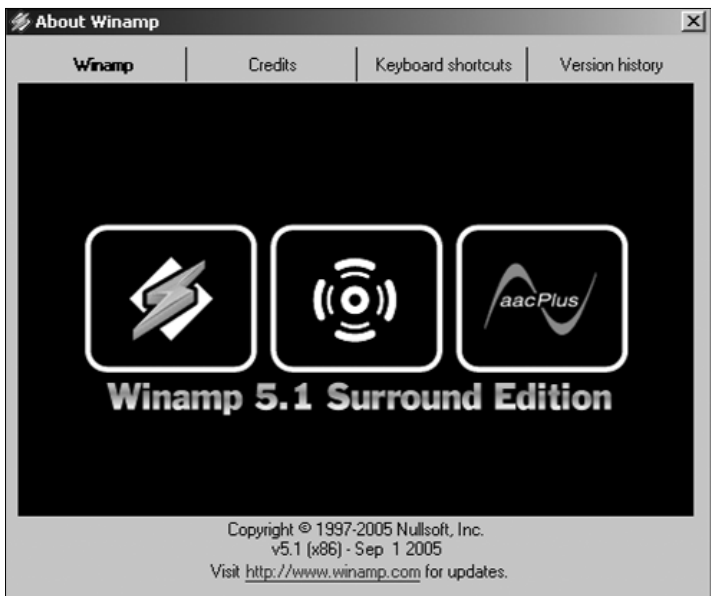 About Winamp
Winamp Credits Keyboard shortcuts Version history
aacPlus
Winamp 5.1 Surround Edition
Copyright © 1997-2005 Nullsoft, Inc.
v5.1 (x86) - Sep 1 2005
Visit http://www.winamp.com for updates.